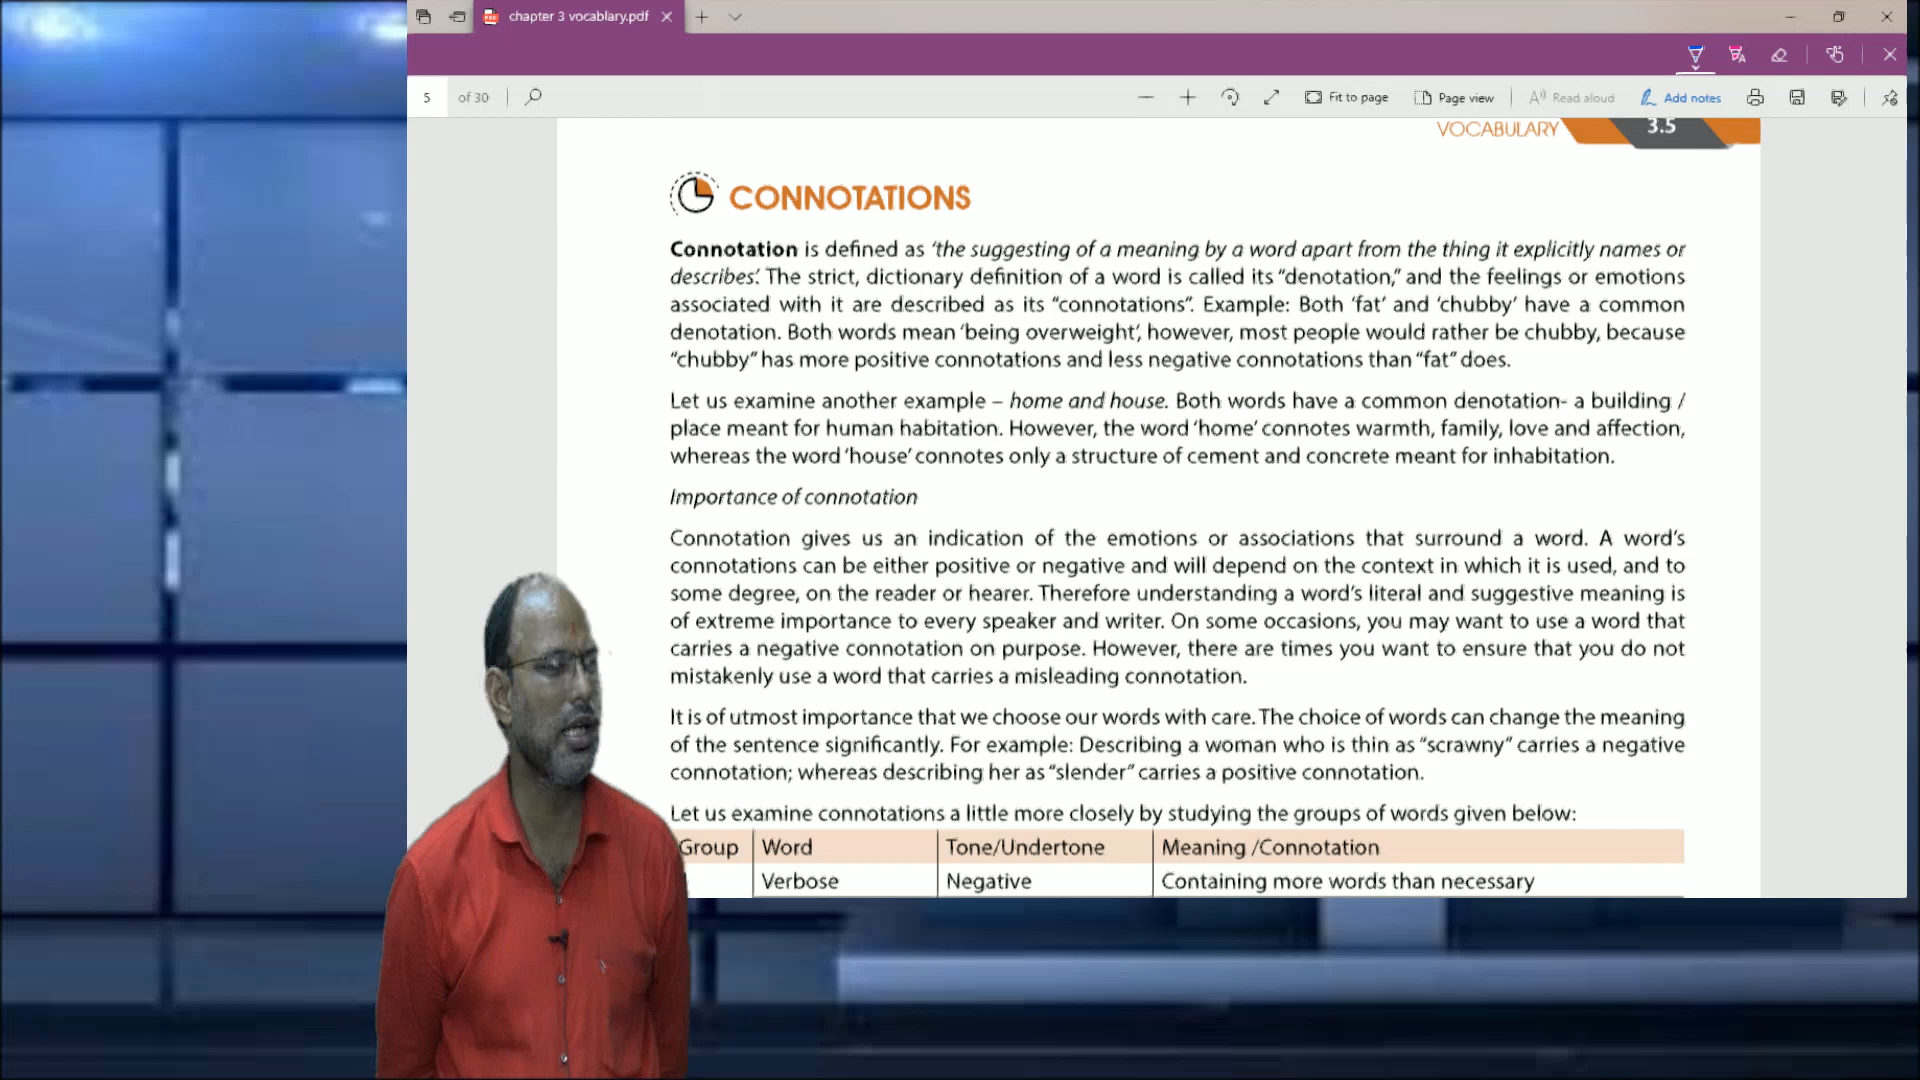 chapter 3 vocablary.pdf
5 of 30
Fit to page
Page view
Read aloud
Add notes
VOCABULARY 3.5
CONNOTATIONS
Connotation is defined as ‘the suggesting of a meaning by a word apart from the thing it explicitly names or
describes’. The strict, dictionary definition of a word is called its “denotation,” and the feelings or emotions
associated with it are described as its “connotations”. Example: Both ‘fat’ and ‘chubby’ have a common
denotation. Both words mean ‘being overweight’, however, most people would rather be chubby, because
“chubby” has more positive connotations and less negative connotations than “fat” does.
Let us examine another example – home and house. Both words have a common denotation- a building /
place meant for human habitation. However, the word ‘home’ connotes warmth, family, love and affection,
whereas the word ‘house’ connotes only a structure of cement and concrete meant for inhabitation.
Importance of connotation
Connotation gives us an indication of the emotions or associations that surround a word. A word’s
connotations can be either positive or negative and will depend on the context in which it is used, and to
some degree, on the reader or hearer. Therefore understanding a word’s literal and suggestive meaning is
of extreme importance to every speaker and writer. On some occasions, you may want to use a word that
carries a negative connotation on purpose. However, there are times you want to ensure that you do not
mistakenly use a word that carries a misleading connotation.
It is of utmost importance that we choose our words with care. The choice of words can change the meaning
of the sentence significantly. For example: Describing a woman who is thin as “scrawny” carries a negative
connotation; whereas describing her as “slender” carries a positive connotation.
Let us examine connotations a little more closely by studying the groups of words given below:
Group Word Tone/Undertone Meaning /Connotation
Verbose Negative Containing more words than necessary